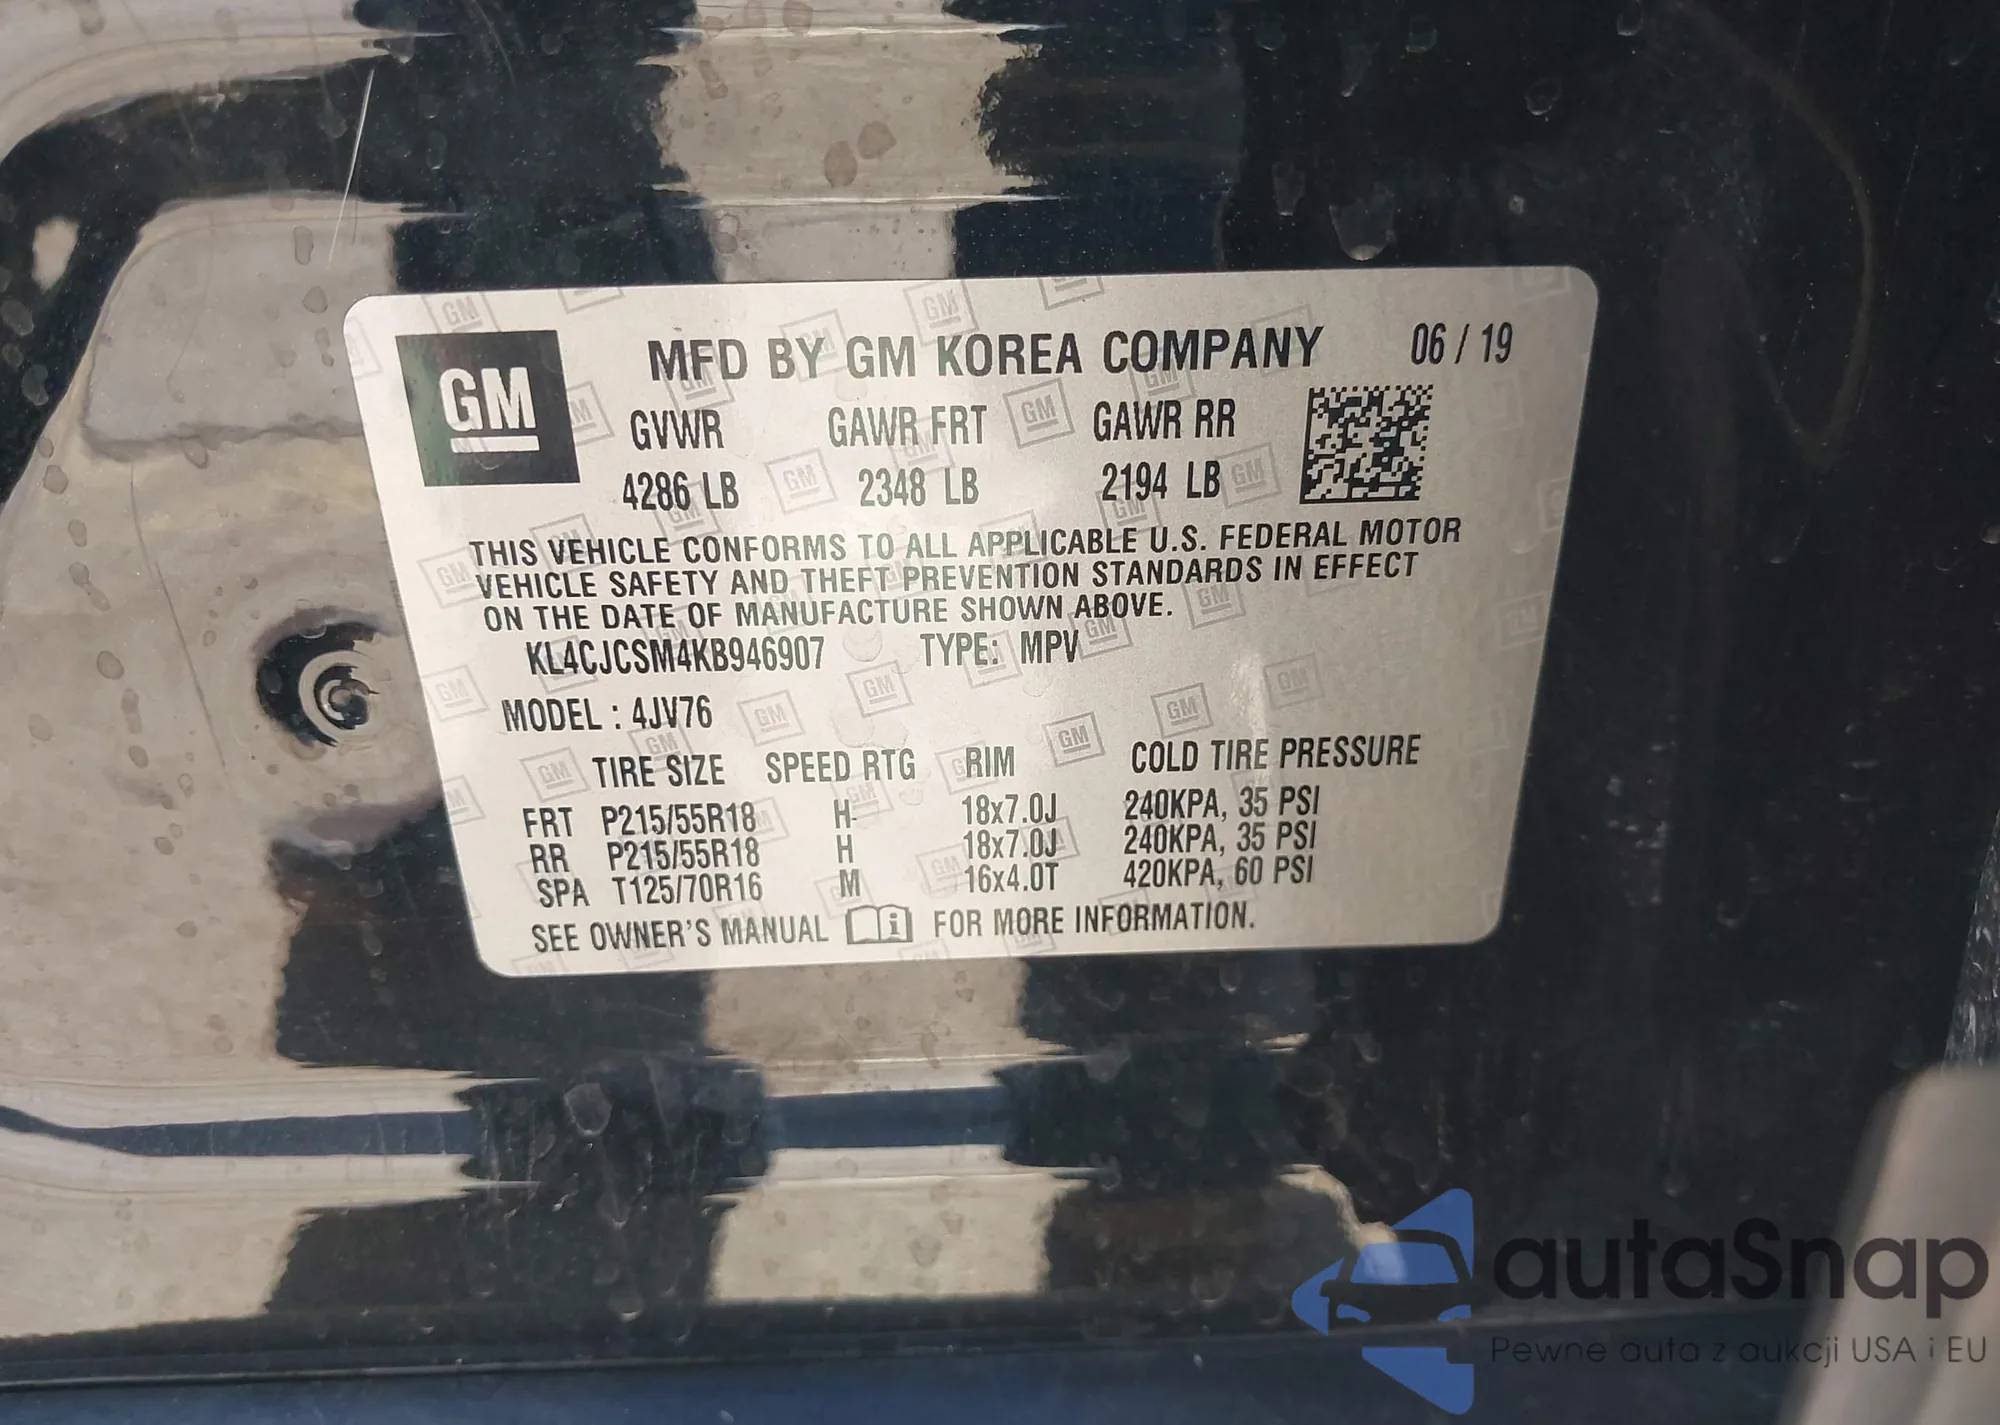 GM
MFD BY GM KOREA COMPANY 06 / 19
GVWR GAWR FRT GAWR RR
4286 LB 2348 LB 2194 LB
THIS VEHICLE CONFORMS TO ALL APPLICABLE U.S. FEDERAL MOTOR
VEHICLE SAFETY AND THEFT PREVENTION STANDARDS IN EFFECT
ON THE DATE OF MANUFACTURE SHOWN ABOVE.
KL4CJCSM4KB946907 TYPE: MPV
MODEL : 4JV76
TIRE SIZE SPEED RTG RIM COLD TIRE PRESSURE
FRT P215/55R18 H 18x7.0J 240KPA, 35 PSI
RR P215/55R18 H 18x7.0J 240KPA, 35 PSI
SPA T125/70R16 M 16x4.0T 420KPA, 60 PSI
SEE OWNER'S MANUAL i FOR MORE INFORMATION.
autaSnap
Pewne auta z aukcji USA i EU